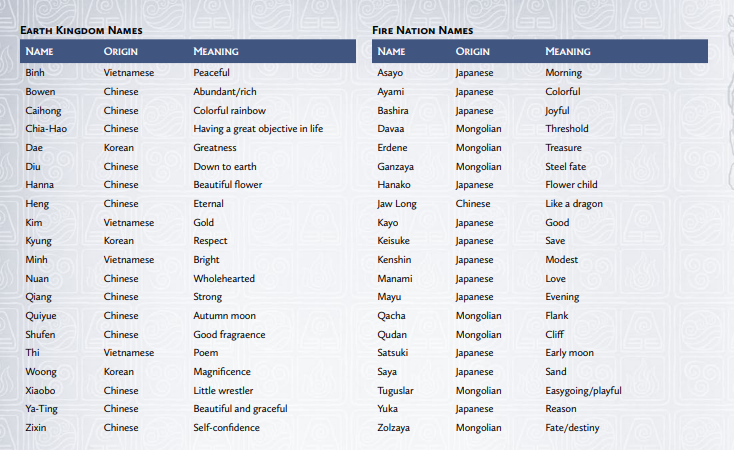 Earth Kingdom Names
Name Origin Meaning
Binh Vietnamese Peaceful
Bowen Chinese Abundant/rich
Caihong Chinese Colorful rainbow
Chia-Hao Chinese Having a great objective in life
Dae Korean Greatness
Diu Chinese Down to earth
Hanna Chinese Beautiful flower
Heng Chinese Eternal
Kim Vietnamese Gold
Kyung Korean Respect
Minh Vietnamese Bright
Nuan Chinese Wholehearted
Qiang Chinese Strong
Quiyue Chinese Autumn moon
Shufen Chinese Good fragraence
Thi Vietnamese Poem
Woong Korean Magnificence
Xiaobo Chinese Little wrestler
Ya-Ting Chinese Beautiful and graceful
Zixin Chinese Self-confidence
Fire Nation Names
Name Origin Meaning
Asayo Japanese Morning
Ayami Japanese Colorful
Bashira Japanese Joyful
Davaa Mongolian Threshold
Erdene Mongolian Treasure
Ganzaya Mongolian Steel fate
Hanako Japanese Flower child
Jaw Long Chinese Like a dragon
Kayo Japanese Good
Keisuke Japanese Save
Kenshin Japanese Modest
Manami Japanese Love
Mayu Japanese Evening
Qacha Mongolian Flank
Qudan Mongolian Cliff
Satsuki Japanese Early moon
Saya Japanese Sand
Tuguslar Mongolian Easygoing/playful
Yuka Japanese Reason
Zolzaya Mongolian Fate/destiny